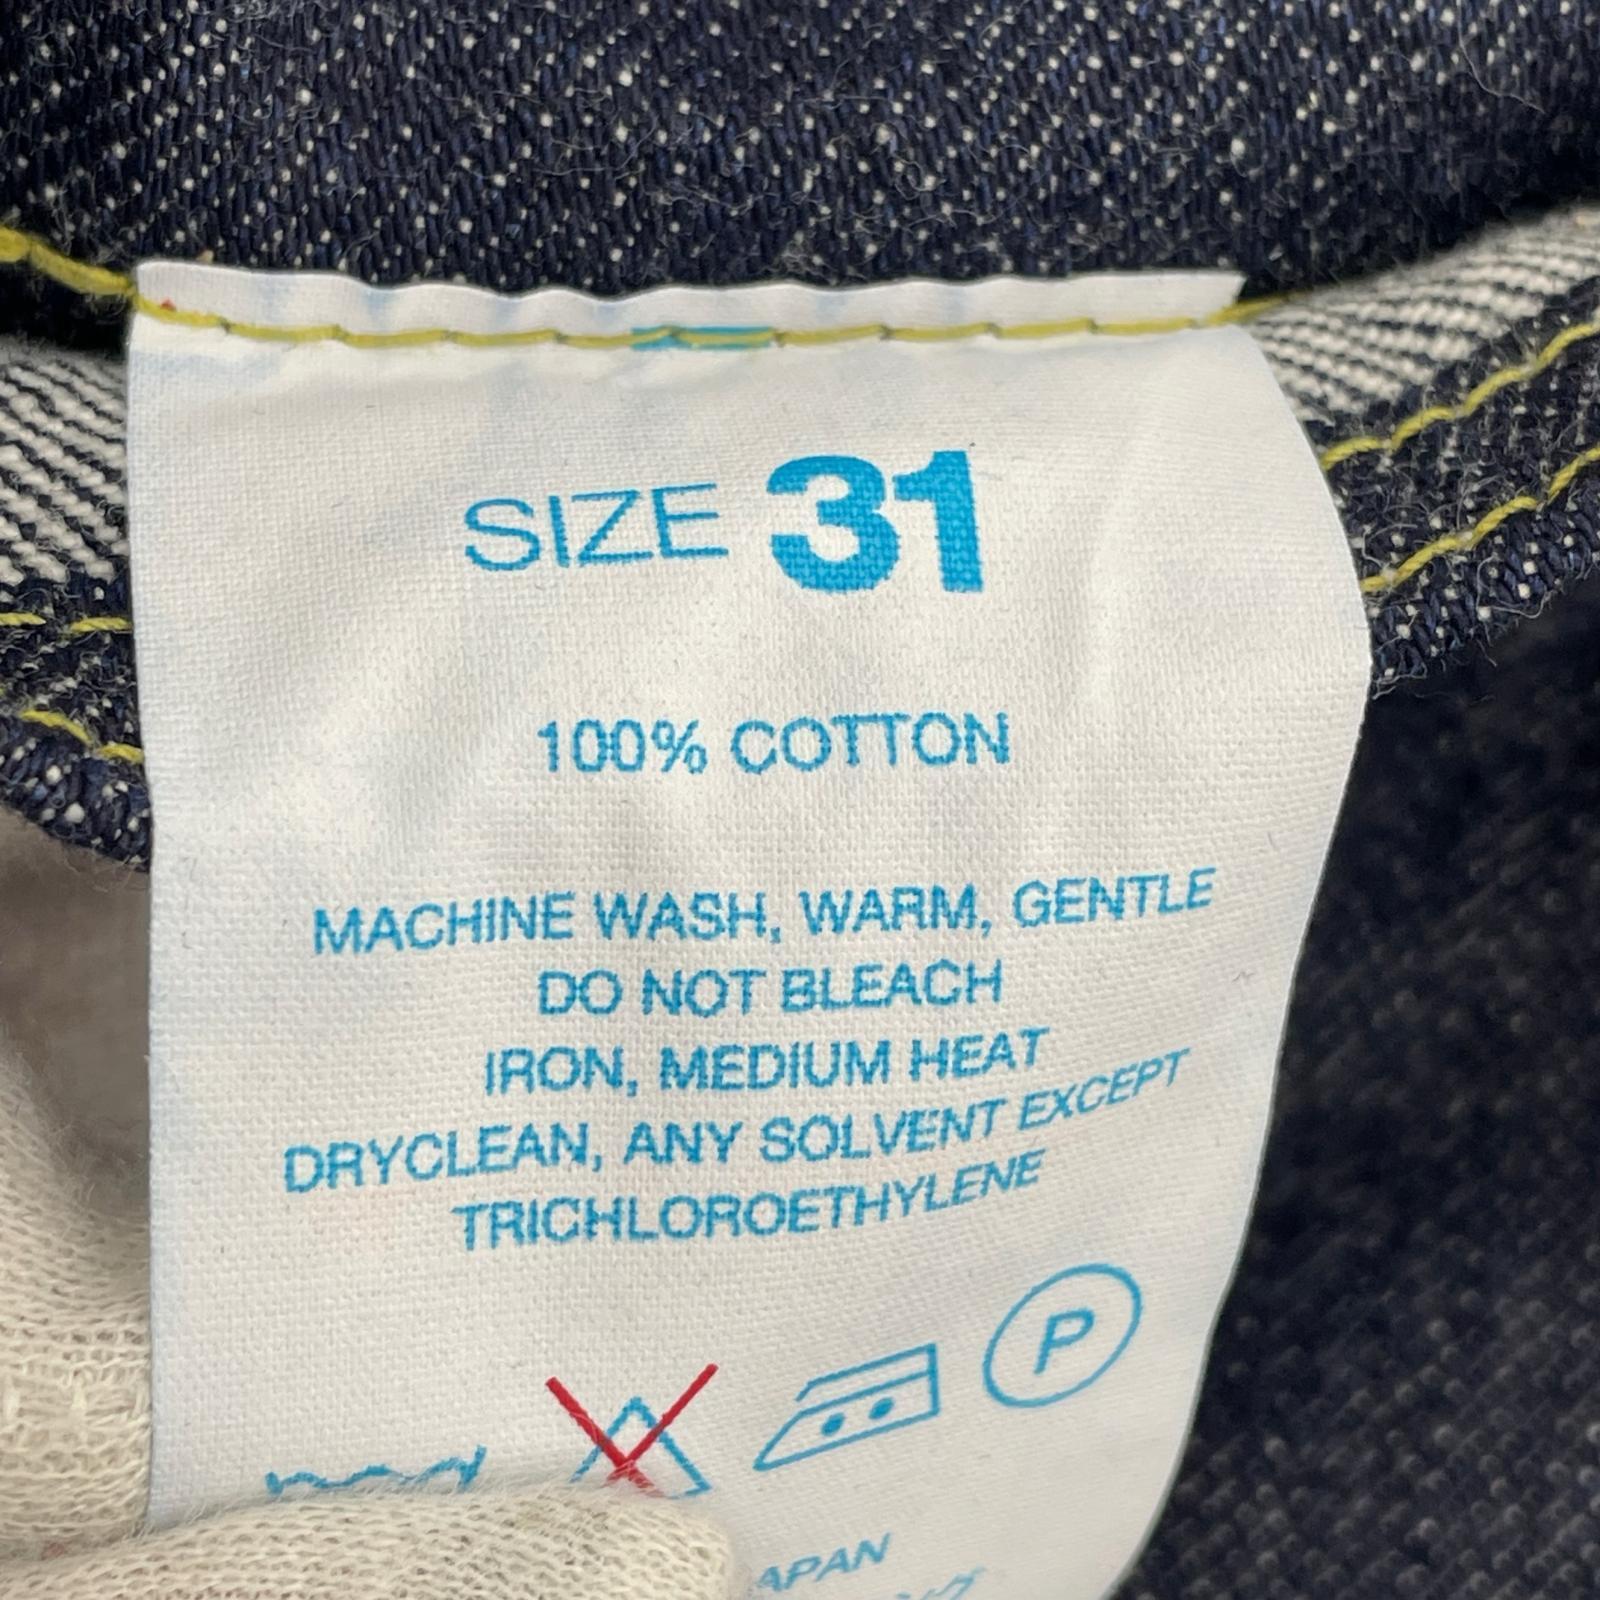 SIZE 31
100% COTTON
MACHINE WASH, WARM, GENTLE
DO NOT BLEACH
IRON, MEDIUM HEAT
DRYCLEAN, ANY SOLVENT EXCEPT
TRICHLOROETHYLENE
P
APAN